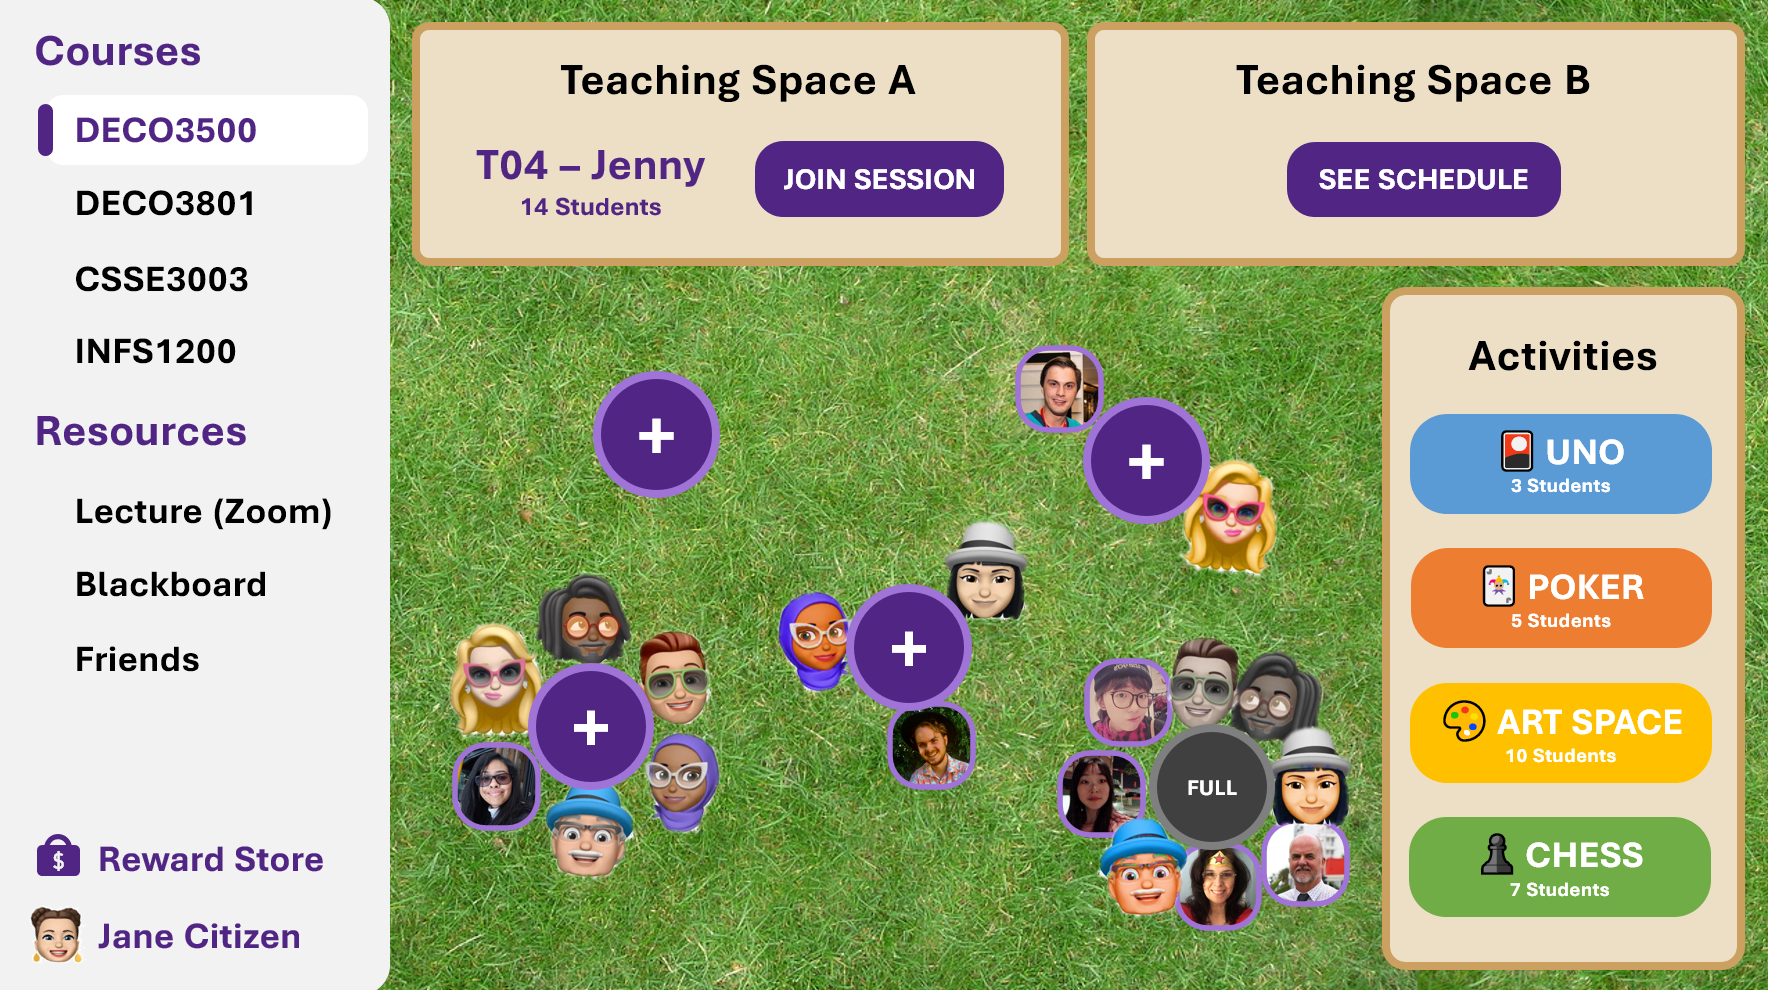 Courses
DECO3500
DECO3801
CSSE3003
INFS1200
Resources
Lecture (Zoom)
Blackboard
Friends
$
Reward Store
Jane Citizen
Teaching Space A
T04 – Jenny
14 Students
JOIN SESSION
Teaching Space B
SEE SCHEDULE
+
+
+
+
FULL
Activities
UNO
3 Students
POKER
5 Students
ART SPACE
10 Students
CHESS
7 Students